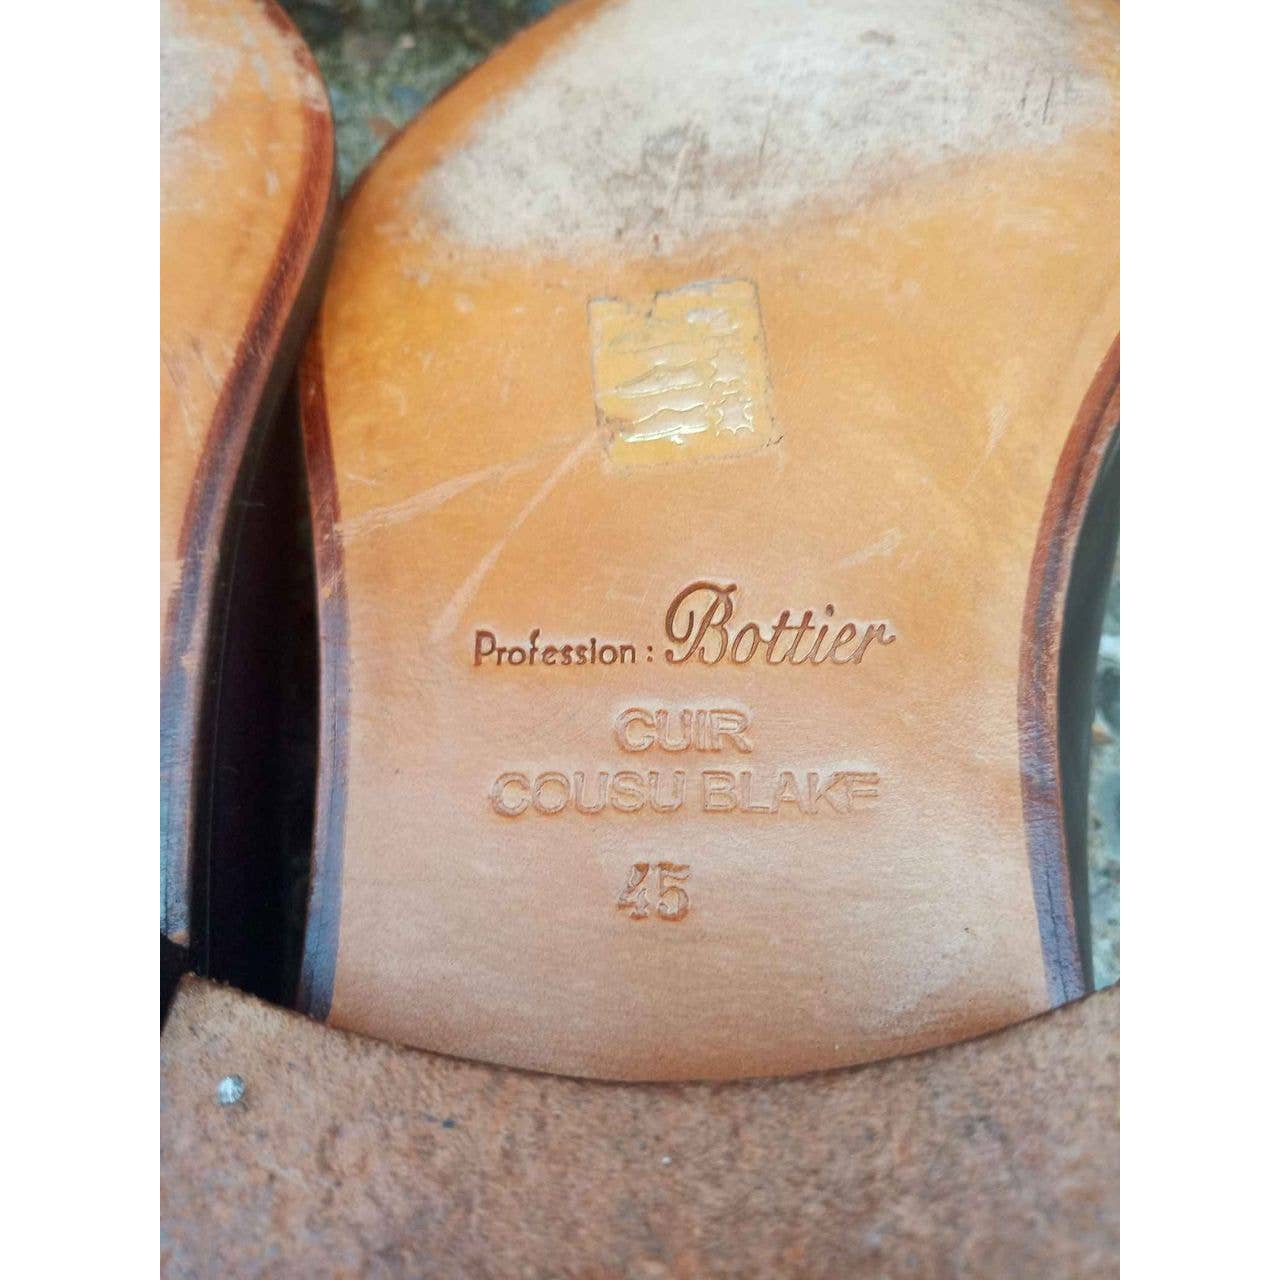 Profession : Bottier
CUIR
COUSU BLAKE
45